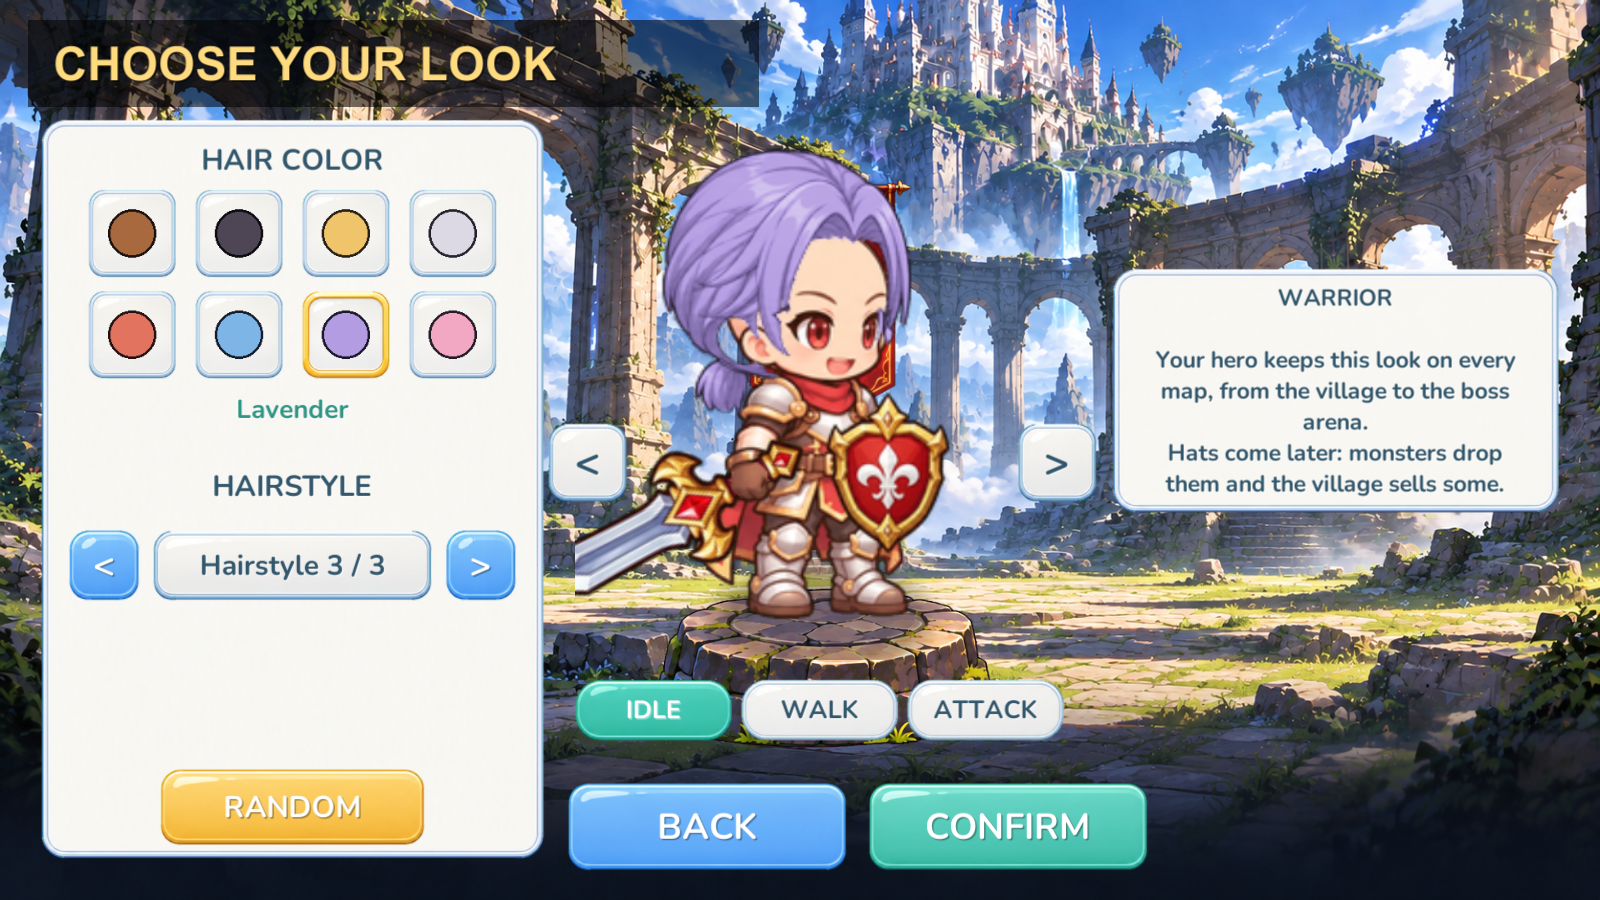 CHOOSE YOUR LOOK
HAIR COLOR
Lavender
HAIRSTYLE
<
Hairstyle 3 / 3
>
RANDOM
<
>
IDLE
WALK
ATTACK
BACK
CONFIRM
WARRIOR
Your hero keeps this look on every
map, from the village to the boss
arena.
Hats come later: monsters drop
them and the village sells some.